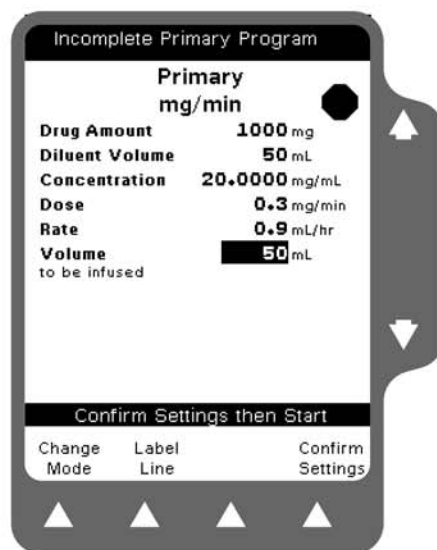 Incomplete Primary Program
Primary
mg/min
Drug Amount 1000 mg
Diluent Volume 50 mL
Concentration 20.0000 mg/mL
Dose 0.3 mg/min
Rate 0.9 mL/hr
Volume 50 mL
to be infused
Confirm Settings then Start
Change Label Confirm
Mode Line Settings